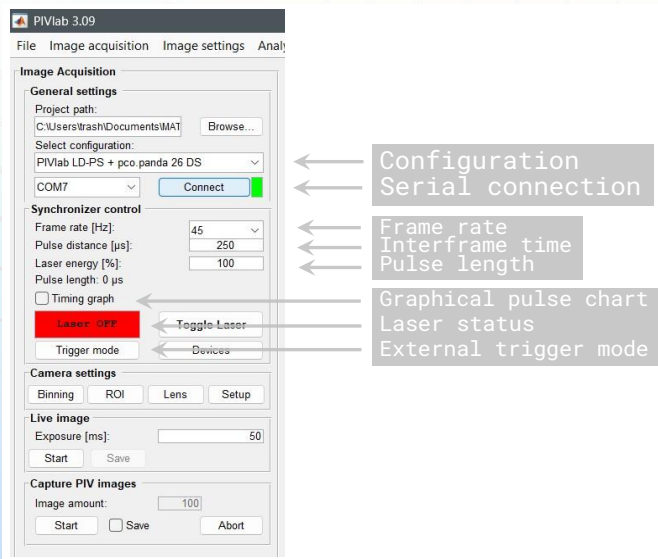 PIVlab 3.09
File Image acquisition Image settings Analy
Image Acquisition
General settings
Project path:
C:\Users\trash\Documents\MAT Browse...
Select configuration:
PIVlab LD-PS + pco.panda 26 DS
Configuration
COM7 Connect
Serial connection
Synchronizer control
Frame rate [Hz]: 45
Frame rate
Pulse distance [µs]: 250
Interframe time
Laser energy [%]: 100
Pulse length
Pulse length: 0 µs
Timing graph
Graphical pulse chart
Laser OFF Toggle Laser
Laser status
Trigger mode Devices
External trigger mode
Camera settings
Binning ROI Lens Setup
Live image
Exposure [ms]: 50
Start Save
Capture PIV images
Image amount: 100
Start Save Abort